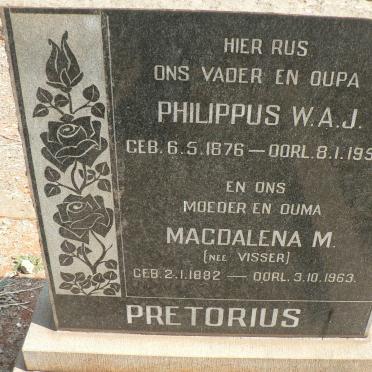 HIER RUS
ONS VADER EN OUPA
PHILIPPUS W.A.J.
GEB. 6.5.1876 — OORL. 8.1.195
EN ONS
MOEDER EN OUMA
MAGDALENA M.
(NEE VISSER)
GEB. 2.1.1882 — OORL. 3.10.1963.
PRETORIUS